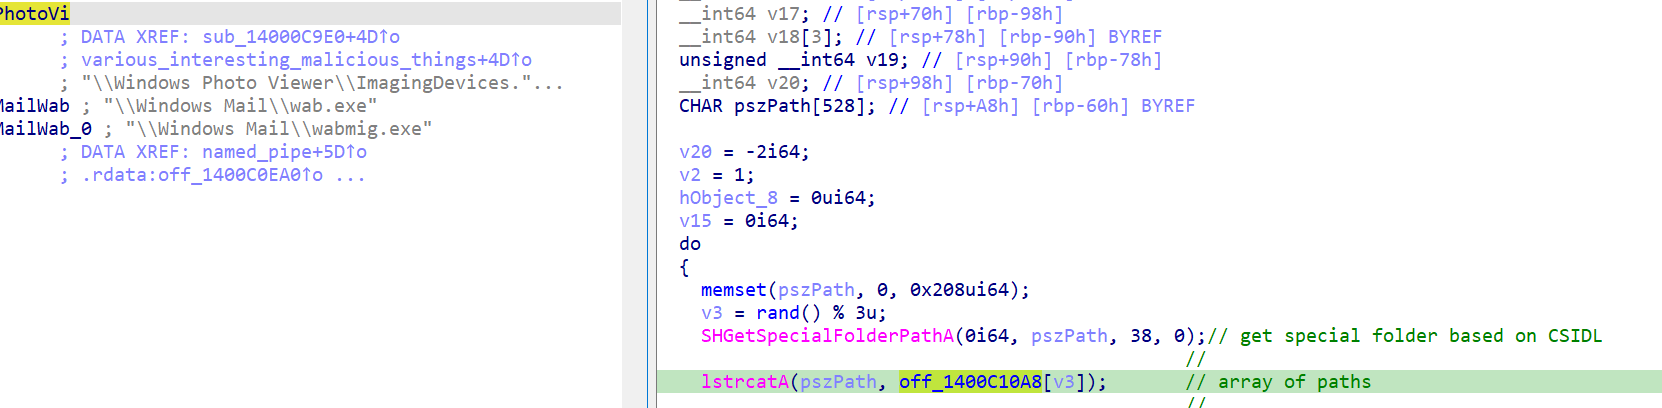 PhotoVi
; DATA XREF: sub_14000C9E0+4D↑o
; various_interesting_malicious_things+4D↑o
; "\\Windows Photo Viewer\\ImagingDevices."...
MailWab ; "\\Windows Mail\\wab.exe"
MailWab_0 ; "\\Windows Mail\\wabmig.exe"
; DATA XREF: named_pipe+5D↑o
; .rdata:off_1400C0EA0↑o ...
__int64 v17; // [rsp+70h] [rbp-98h]
__int64 v18[3]; // [rsp+78h] [rbp-90h] BYREF
unsigned __int64 v19; // [rsp+90h] [rbp-78h]
__int64 v20; // [rsp+98h] [rbp-70h]
CHAR pszPath[528]; // [rsp+A8h] [rbp-60h] BYREF
v20 = -2i64;
v2 = 1;
hObject_8 = 0ui64;
v15 = 0i64;
do
{
memset(pszPath, 0, 0x208ui64);
v3 = rand() % 3u;
SHGetSpecialFolderPathA(0i64, pszPath, 38, 0);// get special folder based on CSIDL
//
lstrcatA(pszPath, off_1400C10A8[v3]); // array of paths
//